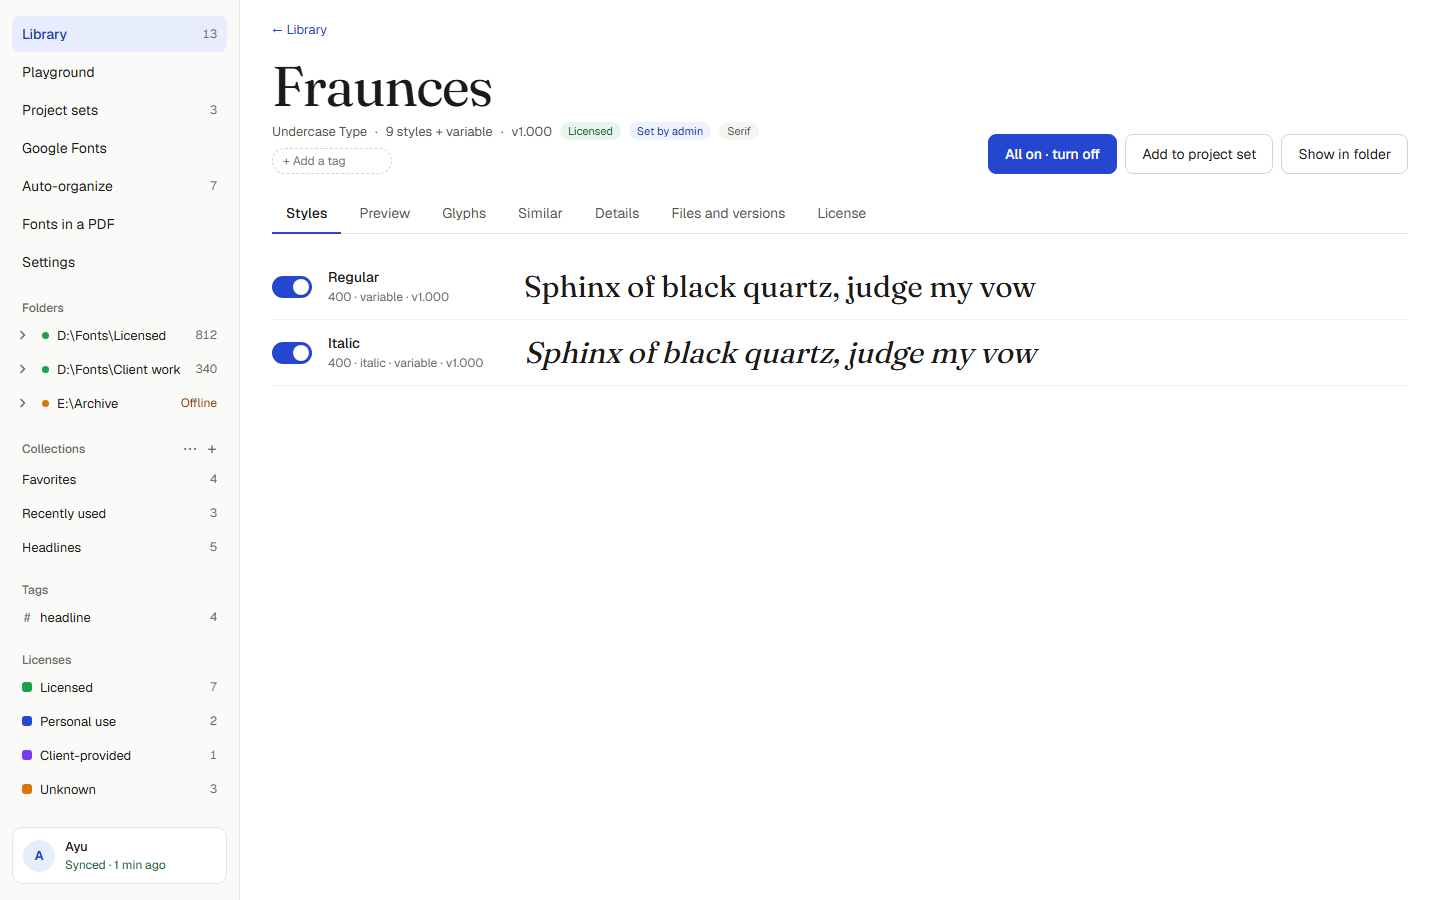 Library 13
Playground
Project sets 3
Google Fonts
Auto-organize 7
Fonts in a PDF
Settings
Folders
D:\Fonts\Licensed 812
D:\Fonts\Client work 340
E:\Archive Offline
Collections ··· +
Favorites 4
Recently used 3
Headlines 5
Tags
# headline 4
Licenses
Licensed 7
Personal use 2
Client-provided 1
Unknown 3
A
Ayu
Synced · 1 min ago
← Library
Fraunces
Undercase Type · 9 styles + variable · v1.000 Licensed Set by admin Serif
+ Add a tag
All on · turn off Add to project set Show in folder
Styles Preview Glyphs Similar Details Files and versions License
Regular
400 · variable · v1.000
Sphinx of black quartz, judge my vow
Italic
400 · italic · variable · v1.000
Sphinx of black quartz, judge my vow